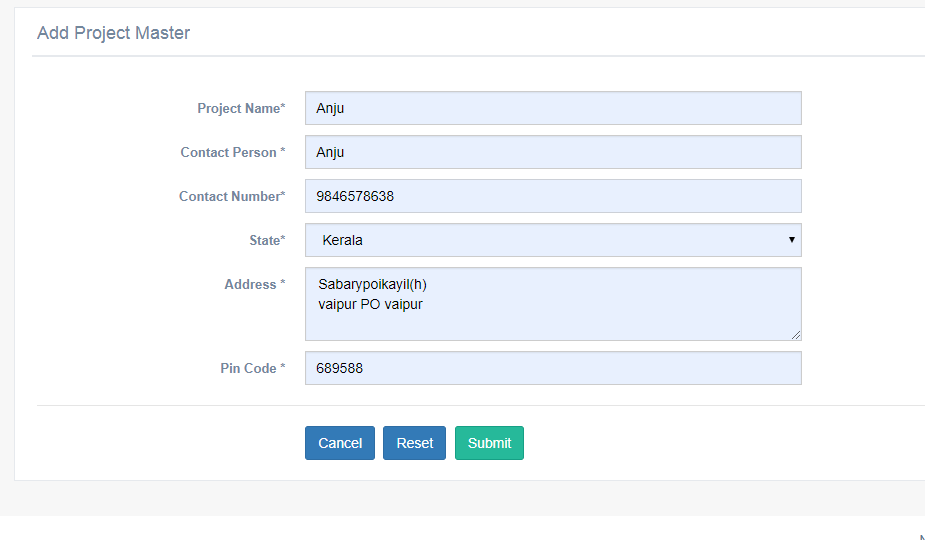 Add Project Master
Project Name* Anju
Contact Person * Anju
Contact Number* 9846578638
State* Kerala
Address * Sabarypoikayil(h)
vaipur PO vaipur
Pin Code * 689588
Cancel Reset Submit